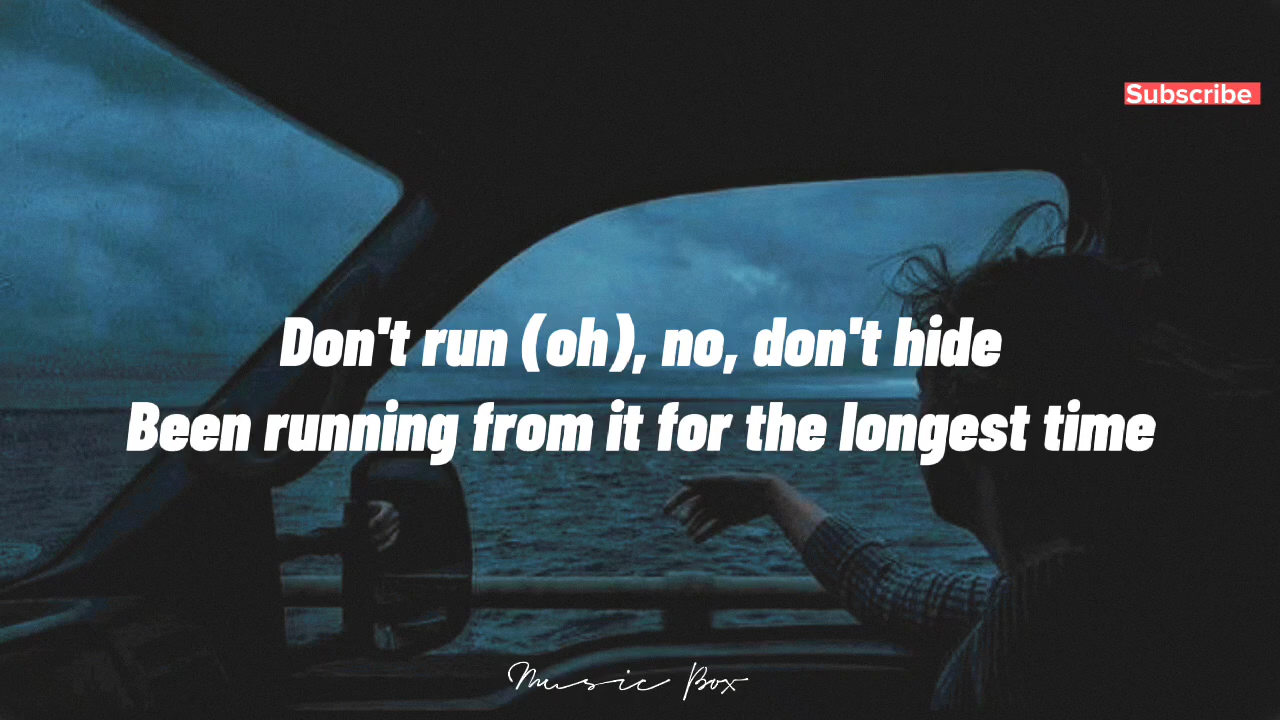 Subscribe
Don't run (oh), no, don't hide
Been running from it for the longest time
Music Box